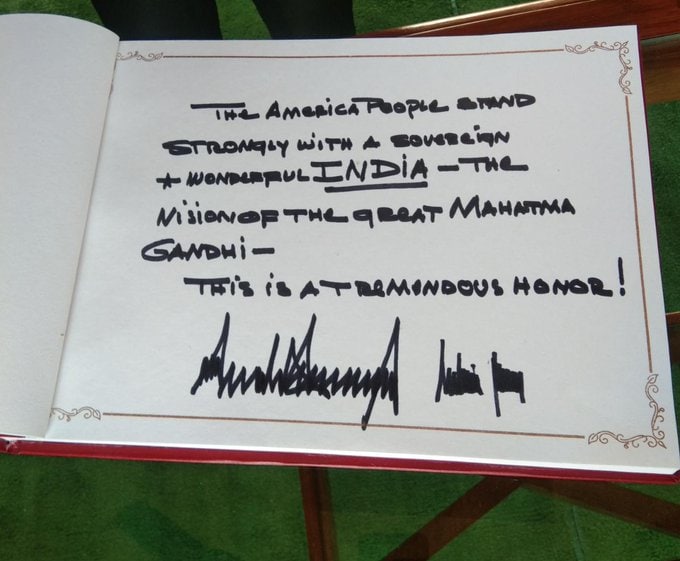 THE AMERICA PEOPLE STAND
STRONGLY WITH A SOVEREIGN
+ WONDERFUL INDIA — THE
VISION OF THE GREAT MAHATMA
GANDHI —
THIS IS A TREMENDOUS HONOR!